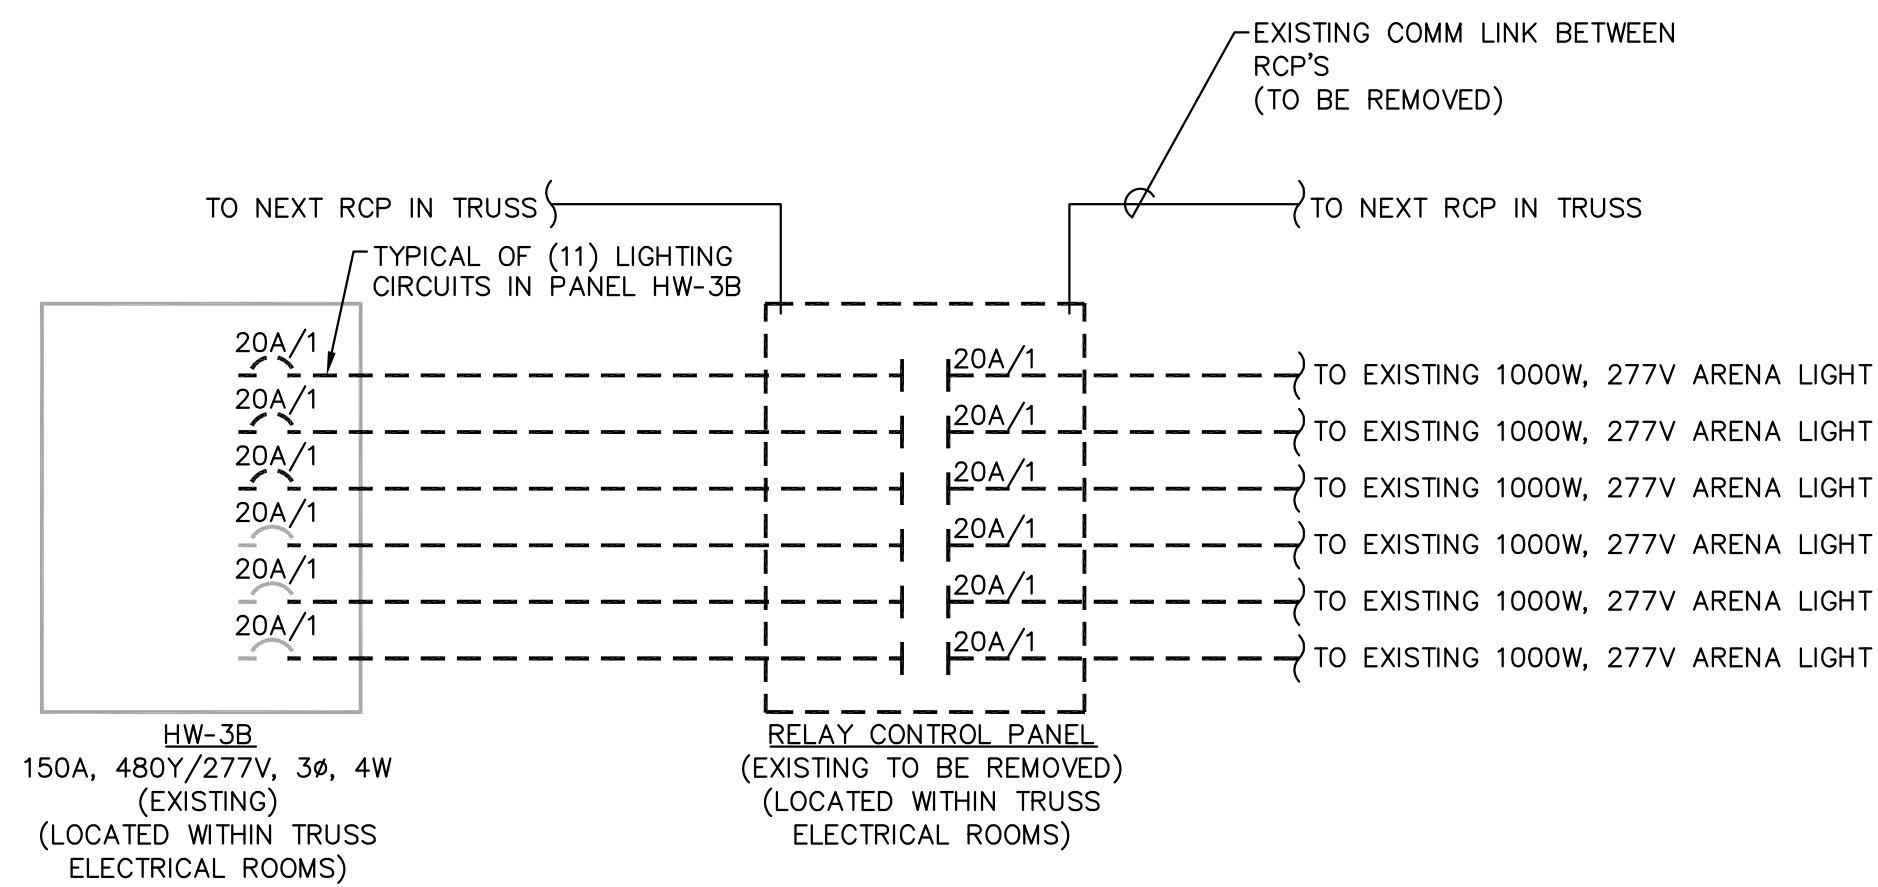 EXISTING COMM LINK BETWEEN
RCP'S
(TO BE REMOVED)
TO NEXT RCP IN TRUSS
TO NEXT RCP IN TRUSS
TYPICAL OF (11) LIGHTING
CIRCUITS IN PANEL HW-3B
20A/1
20A/1
TO EXISTING 1000W, 277V ARENA LIGHT
20A/1
20A/1
TO EXISTING 1000W, 277V ARENA LIGHT
20A/1
20A/1
TO EXISTING 1000W, 277V ARENA LIGHT
20A/1
20A/1
TO EXISTING 1000W, 277V ARENA LIGHT
20A/1
20A/1
TO EXISTING 1000W, 277V ARENA LIGHT
20A/1
20A/1
TO EXISTING 1000W, 277V ARENA LIGHT
HW-3B
150A, 480Y/277V, 3ø, 4W
(EXISTING)
(LOCATED WITHIN TRUSS
ELECTRICAL ROOMS)
RELAY CONTROL PANEL
(EXISTING TO BE REMOVED)
(LOCATED WITHIN TRUSS
ELECTRICAL ROOMS)